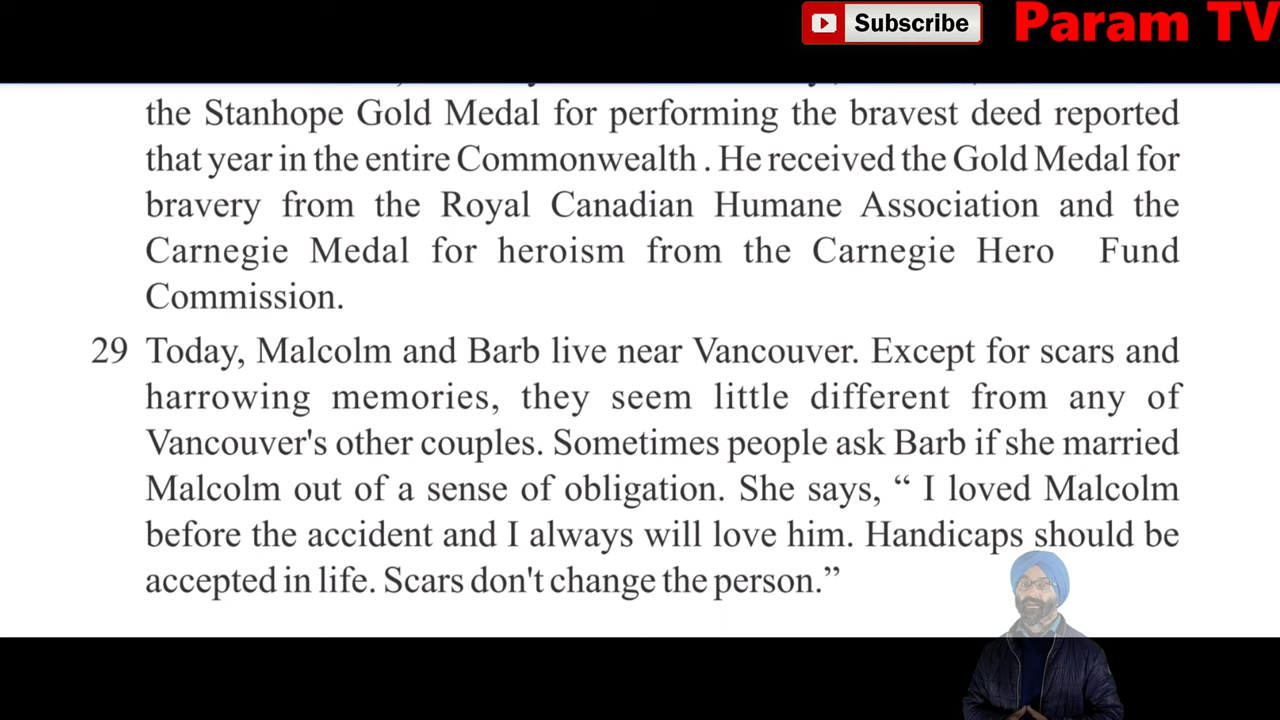 Subscribe
Param TV
the Stanhope Gold Medal for performing the bravest deed reported
that year in the entire Commonwealth . He received the Gold Medal for
bravery from the Royal Canadian Humane Association and the
Carnegie Medal for heroism from the Carnegie Hero Fund
Commission.
29 Today, Malcolm and Barb live near Vancouver. Except for scars and
harrowing memories, they seem little different from any of
Vancouver's other couples. Sometimes people ask Barb if she married
Malcolm out of a sense of obligation. She says, “ I loved Malcolm
before the accident and I always will love him. Handicaps should be
accepted in life. Scars don't change the person.”